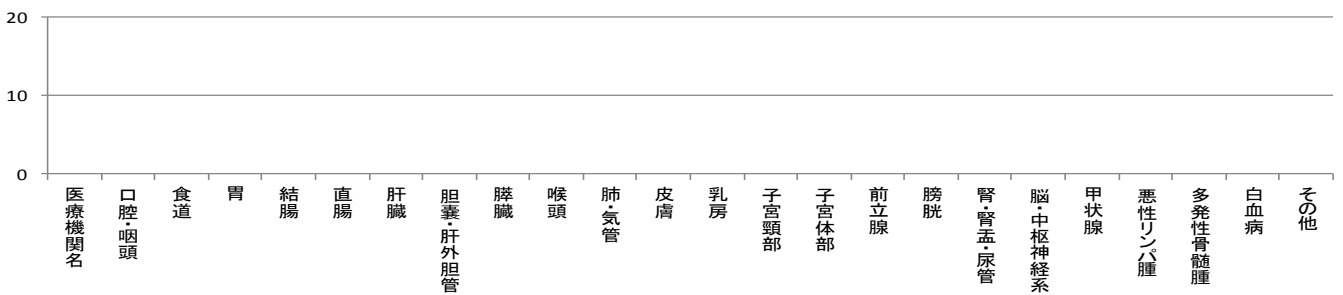 20
10
0
医療機関名
口腔・咽頭
食道
胃
結腸
直腸
肝臓
胆嚢・肝外胆管
膵臓
喉頭
肺・気管
皮膚
乳房
子宮頸部
子宮体部
前立腺
膀胱
腎・腎盂・尿管
脳・中枢神経系
甲状腺
悪性リンパ腫
多発性骨髄腫
白血病
その他